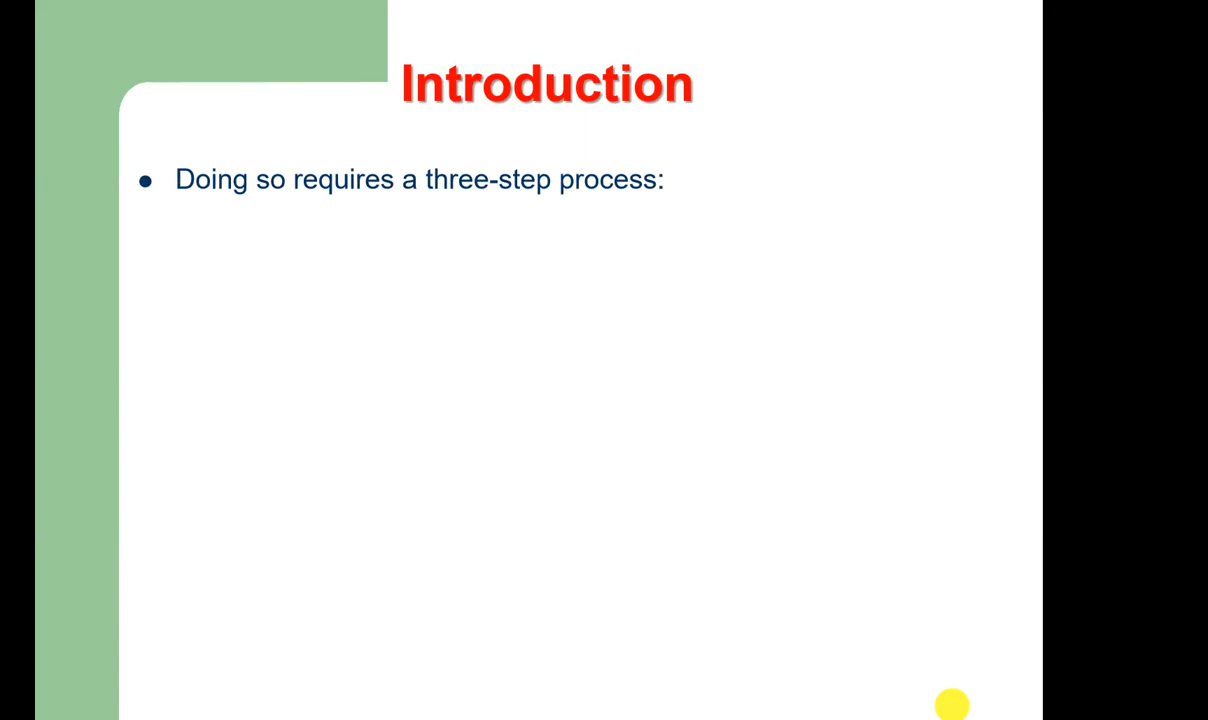 Introduction
● Doing so requires a three-step process: